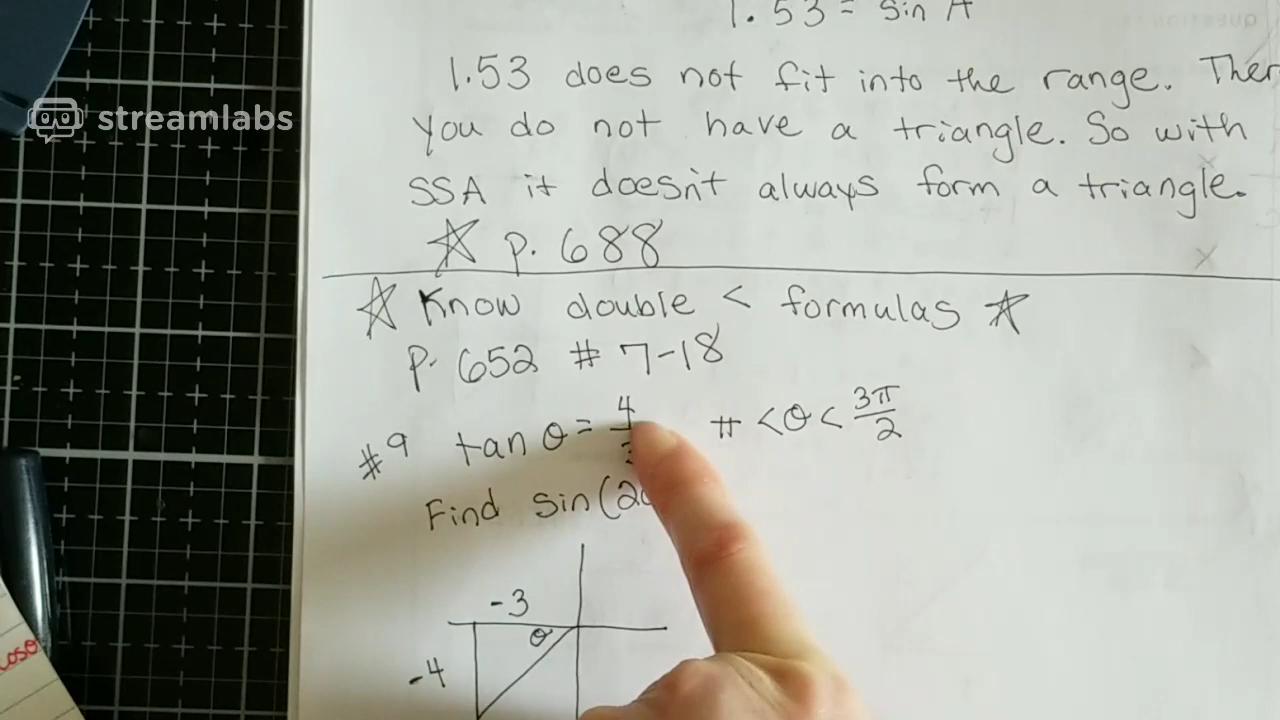 1.53 = sin A
1.53 does not fit into the range.
you do not have a triangle. So with
SSA it doesn't always form a triangle.
☆ p. 688
☆ Know double < formulas ☆
p. 652 # 7-18
#9 tan θ = 4 π < θ < 3π/2
Find sin(2
-3
θ
-4
streamlabs
cosθ